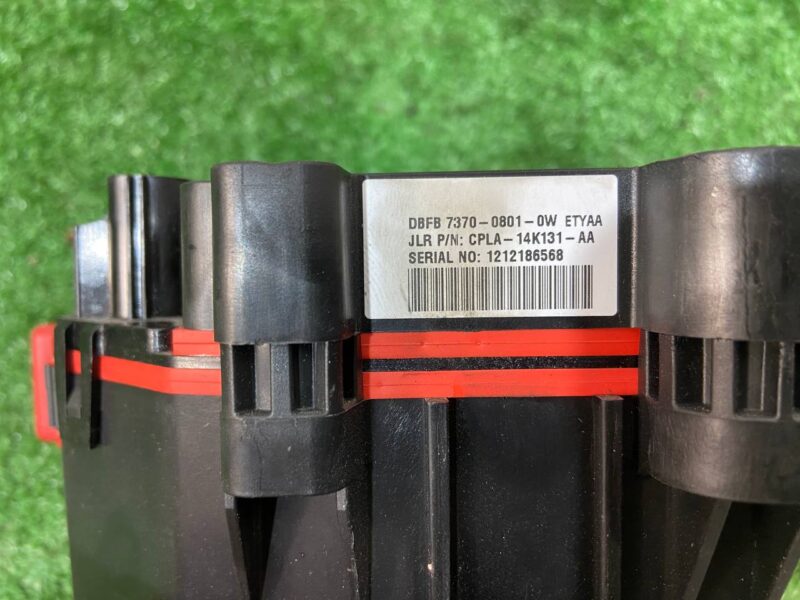 DBFB 7370-0801-0W ETYAA
JLR P/N: CPLA-14K131-AA
SERIAL NO: 1212186568